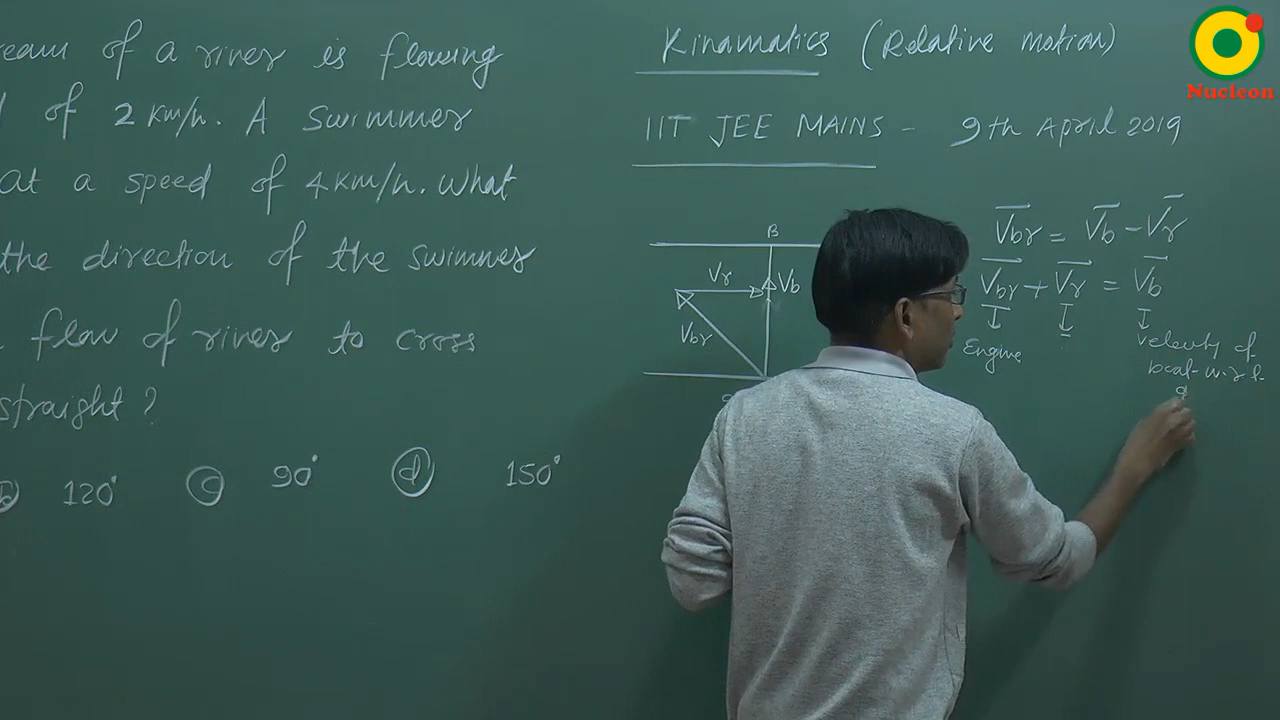 ream of a river is flowing
of 2 Km/h. A swimmer
at a speed of 4 Km/h. What
the direction of the swimmer
flow of river to cross
straight?
b 120° c 90° d 150°
Kinamatics (Relative motion)
IIT JEE MAINS - 9th April 2019
B
Vr
Vb
Vbr
Vbr = Vb - Vr
Vbr + Vr = Vb
Engine
velocity of
boat w.r.t.
g
Nucleon